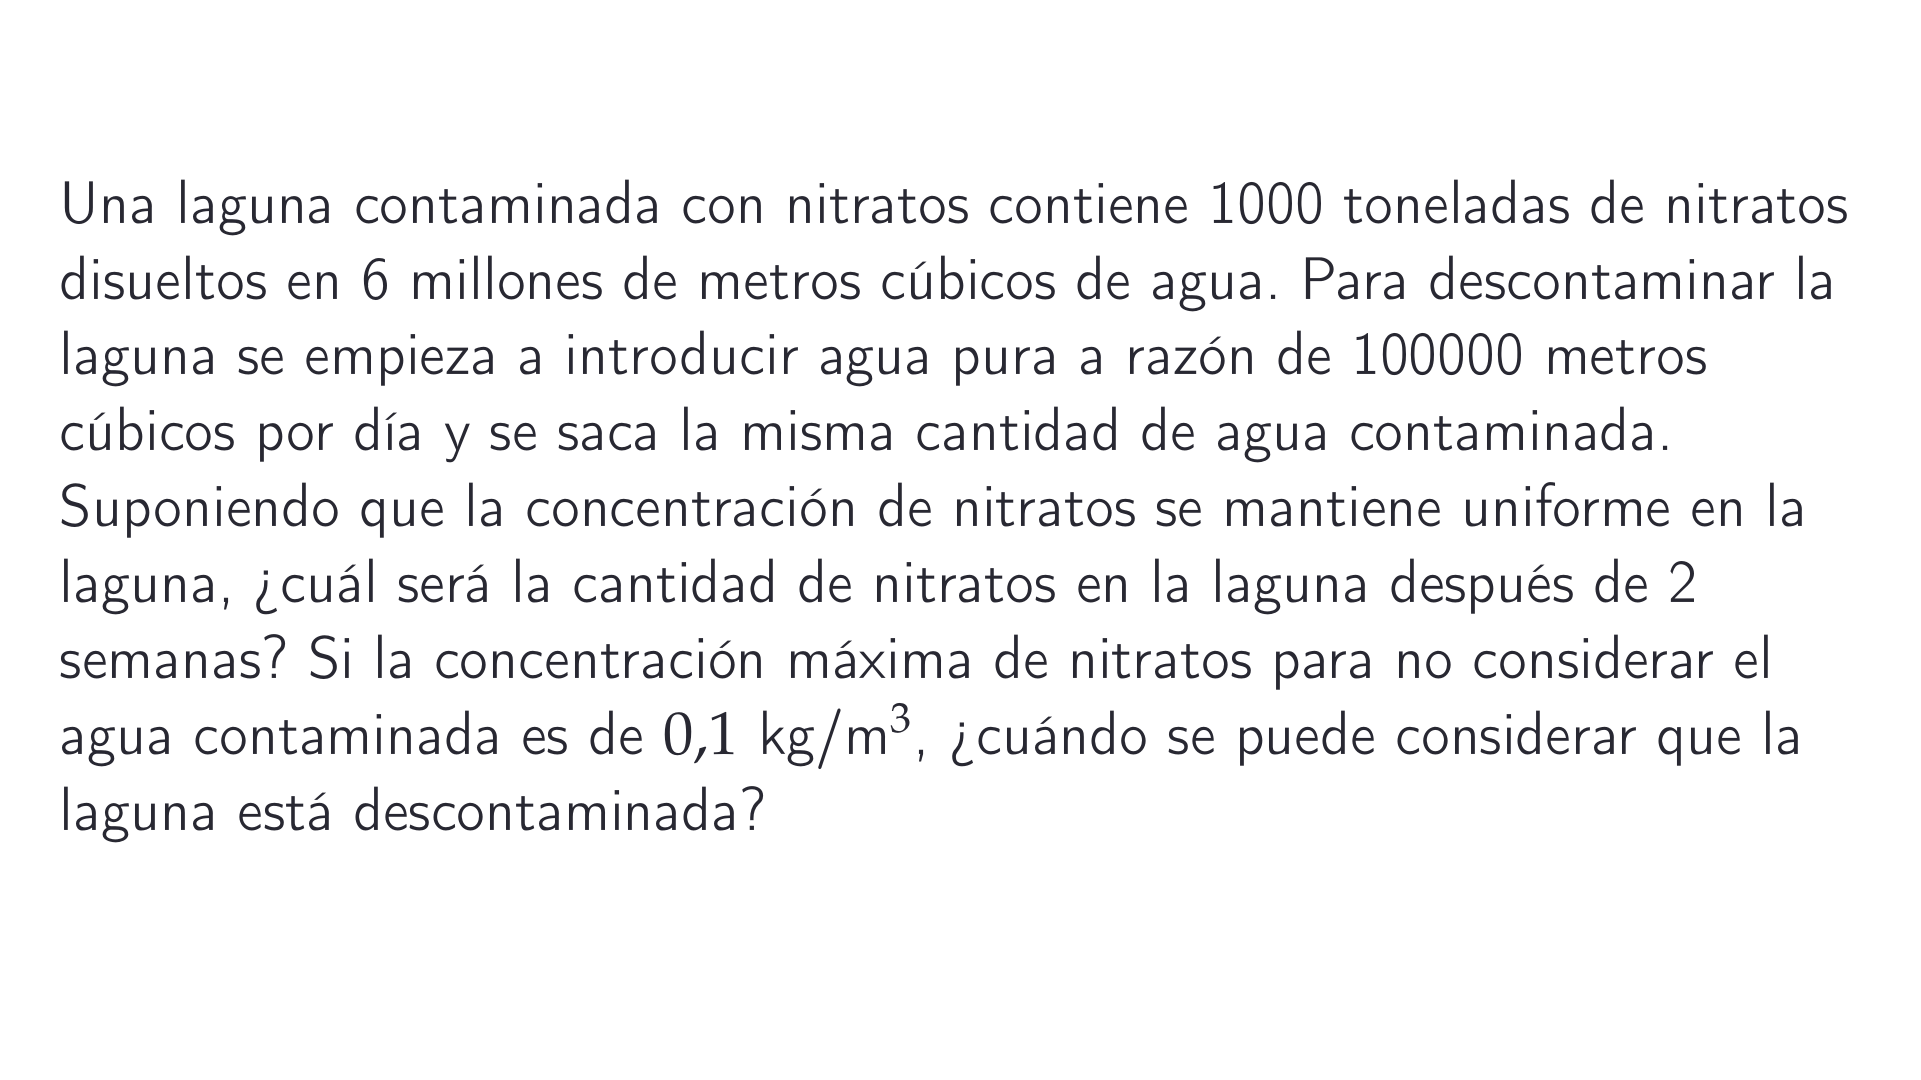 Una laguna contaminada con nitratos contiene 1000 toneladas de nitratos
disueltos en 6 millones de metros cúbicos de agua. Para descontaminar la
laguna se empieza a introducir agua pura a razón de 100000 metros
cúbicos por día y se saca la misma cantidad de agua contaminada.
Suponiendo que la concentración de nitratos se mantiene uniforme en la
laguna, ¿cuál será la cantidad de nitratos en la laguna después de 2
semanas? Si la concentración máxima de nitratos para no considerar el
agua contaminada es de 0,1 kg/m³, ¿cuándo se puede considerar que la
laguna está descontaminada?